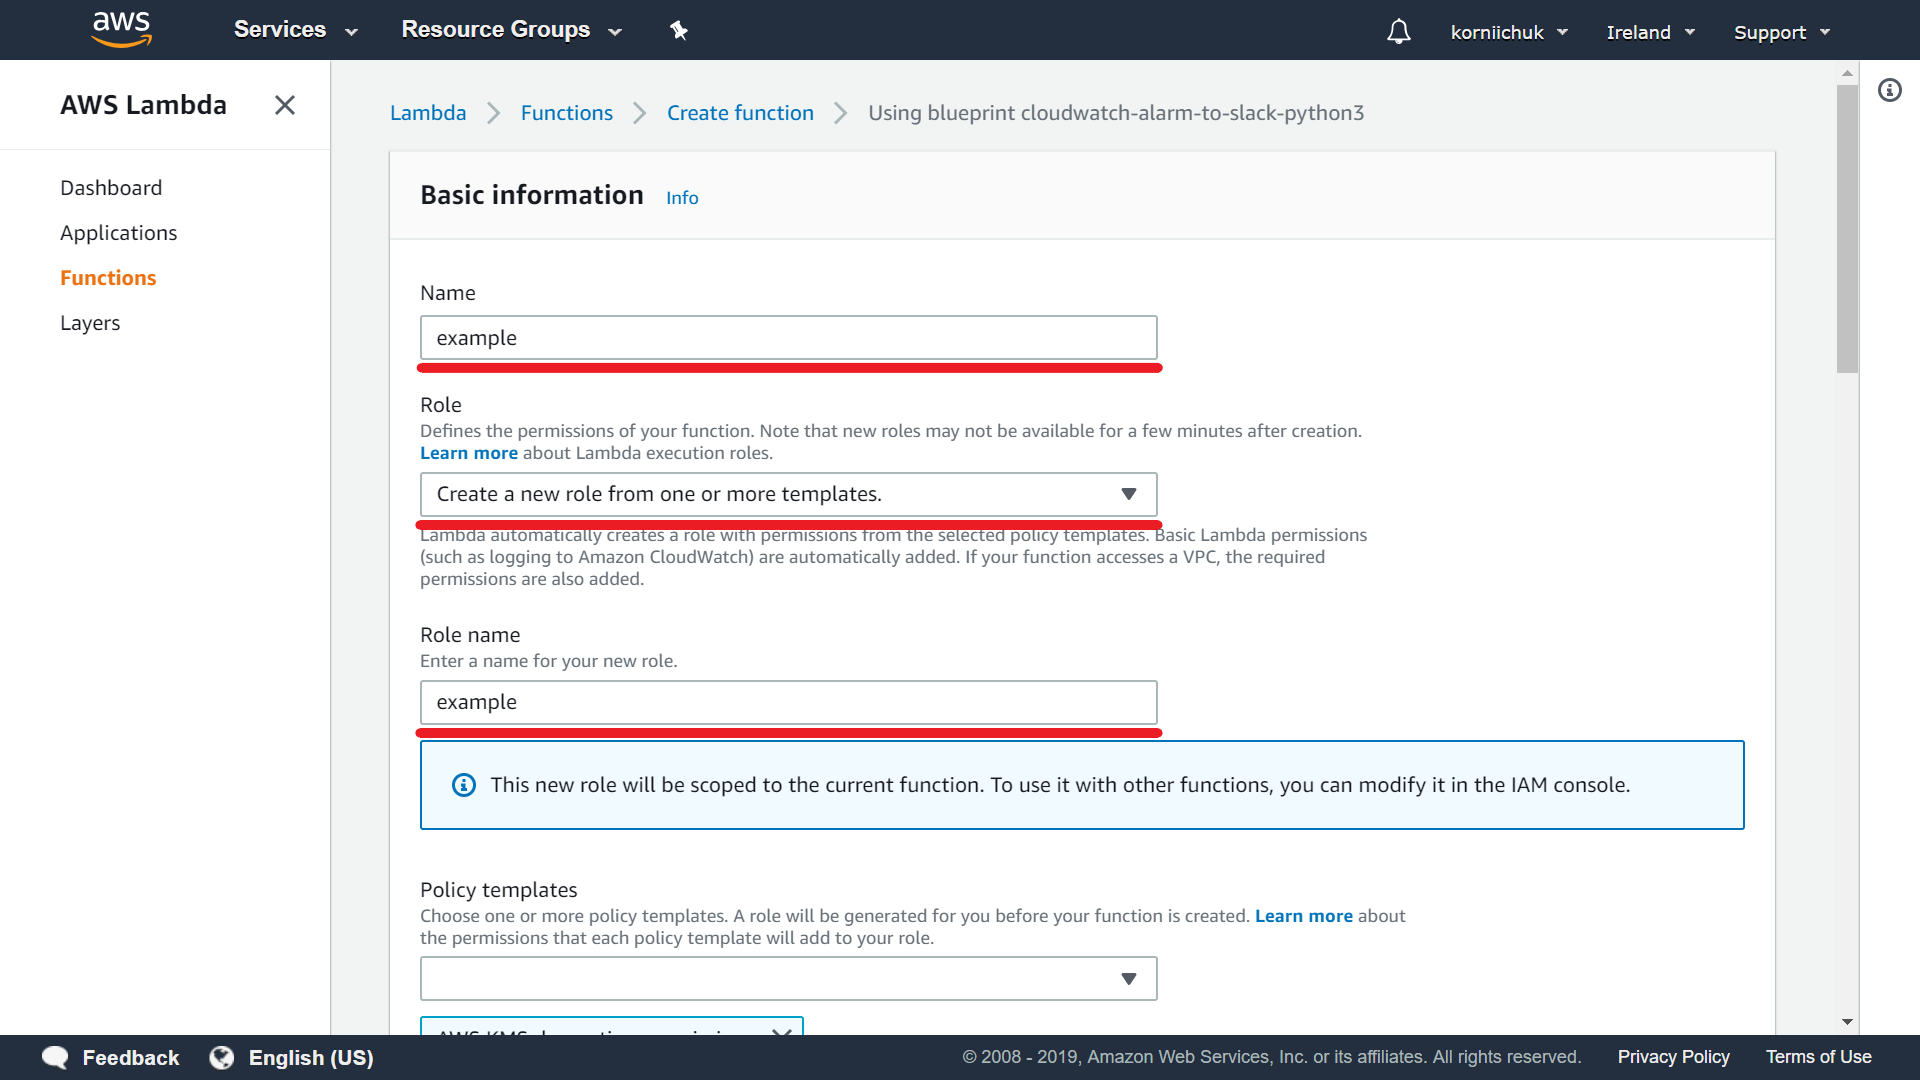 aws Services Resource Groups korniichuk Ireland Support
AWS Lambda
Dashboard
Applications
Functions
Layers
Lambda Functions Create function Using blueprint cloudwatch-alarm-to-slack-python3
Basic information Info
Name
example
Role
Defines the permissions of your function. Note that new roles may not be available for a few minutes after creation.
Learn more about Lambda execution roles.
Create a new role from one or more templates.
Lambda automatically creates a role with permissions from the selected policy templates. Basic Lambda permissions
(such as logging to Amazon CloudWatch) are automatically added. If your function accesses a VPC, the required
permissions are also added.
Role name
Enter a name for your new role.
example
This new role will be scoped to the current function. To use it with other functions, you can modify it in the IAM console.
Policy templates
Choose one or more policy templates. A role will be generated for you before your function is created. Learn more about
the permissions that each policy template will add to your role.
AWS KMS
Feedback English (US) © 2008 - 2019, Amazon Web Services, Inc. or its affiliates. All rights reserved. Privacy Policy Terms of Use